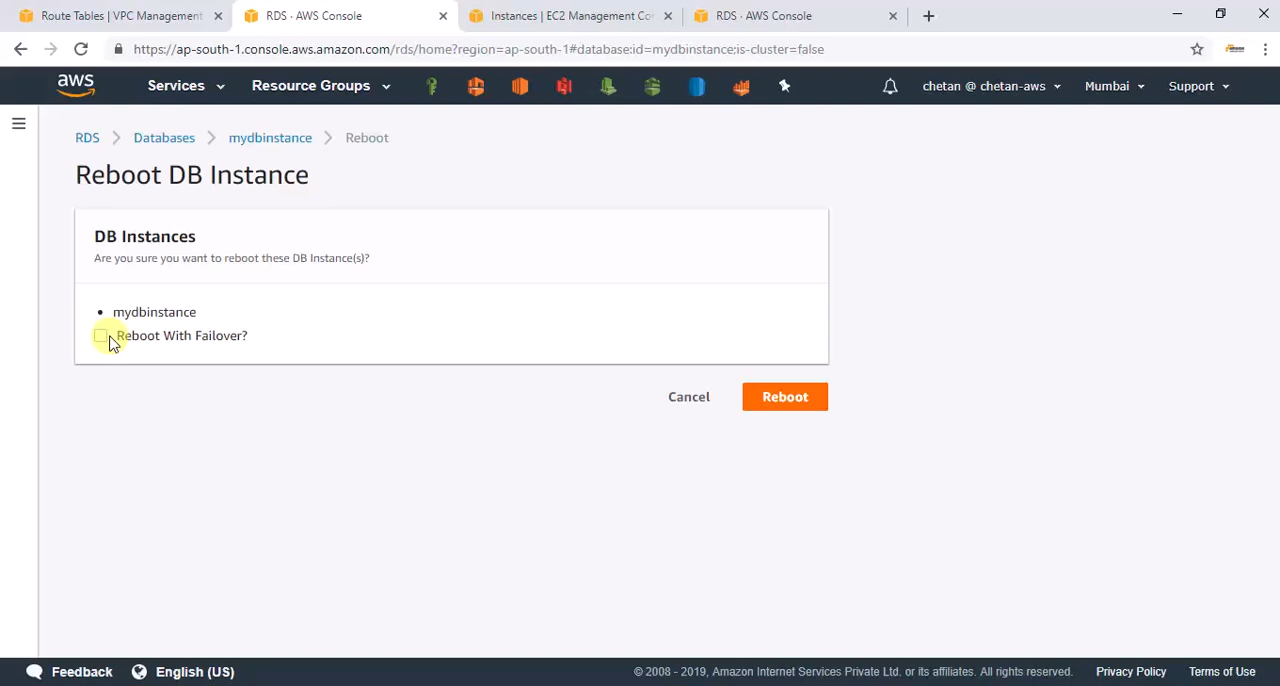 Route Tables | VPC Management
RDS · AWS Console
Instances | EC2 Management Co
RDS · AWS Console
https://ap-south-1.console.aws.amazon.com/rds/home?region=ap-south-1#database:id=mydbinstance;is-cluster=false
aws
Services
Resource Groups
chetan @ chetan-aws
Mumbai
Support
RDS
Databases
mydbinstance
Reboot
Reboot DB Instance
DB Instances
Are you sure you want to reboot these DB Instance(s)?
• mydbinstance
Reboot With Failover?
Cancel
Reboot
Feedback
English (US)
© 2008 - 2019, Amazon Internet Services Private Ltd. or its affiliates. All rights reserved.
Privacy Policy
Terms of Use